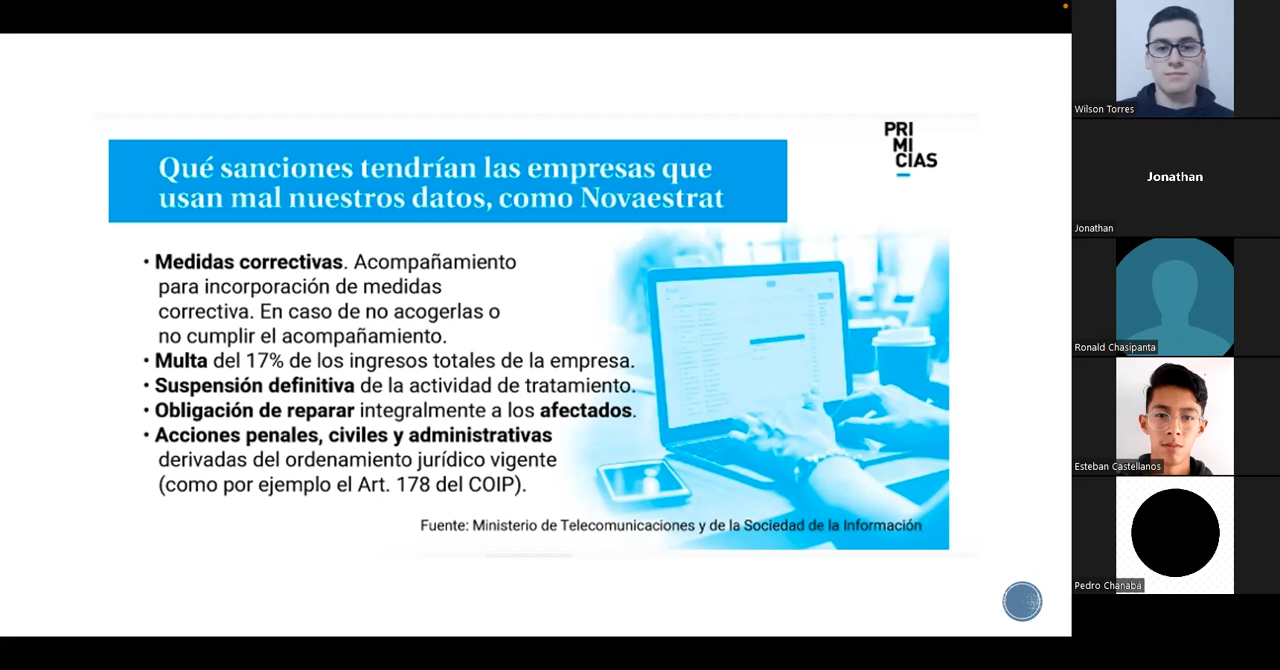 PRI
MI
CIAS
Qué sanciones tendrían las empresas que
usan mal nuestros datos, como Novaestrat
• Medidas correctivas. Acompañamiento
para incorporación de medidas
correctiva. En caso de no acogerlas o
no cumplir el acompañamiento.
• Multa del 17% de los ingresos totales de la empresa.
• Suspensión definitiva de la actividad de tratamiento.
• Obligación de reparar integralmente a los afectados.
• Acciones penales, civiles y administrativas
derivadas del ordenamiento jurídico vigente
(como por ejemplo el Art. 178 del COIP).
Fuente: Ministerio de Telecomunicaciones y de la Sociedad de la Información
Wilson Torres
Jonathan
Jonathan
Ronald Chasipanta
Esteban Castellanos
Pedro Chanaba